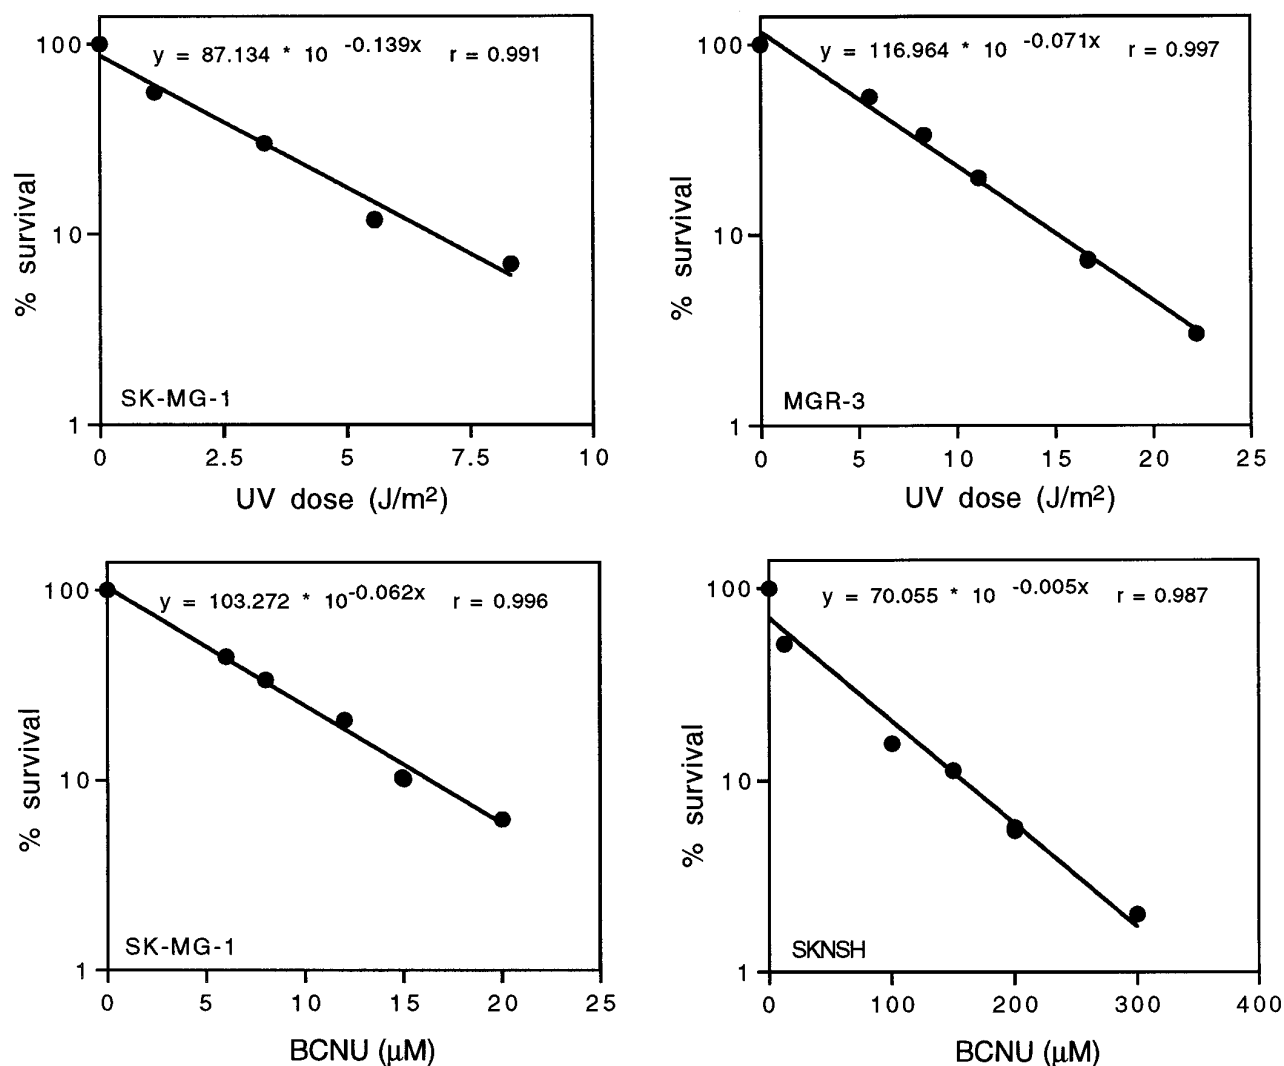 y = 87.134 * 10 -0.139x r = 0.991
100
10
1
% survival
SK-MG-1
0 2.5 5 7.5 10
UV dose (J/m²)
y = 116.964 * 10 -0.071x r = 0.997
100
10
1
% survival
MGR-3
0 5 10 15 20 25
UV dose (J/m²)
y = 103.272 * 10-0.062x r = 0.996
100
10
1
% survival
SK-MG-1
0 5 10 15 20 25
BCNU (μM)
y = 70.055 * 10 -0.005x r = 0.987
100
10
1
% survival
SKNSH
0 100 200 300 400
BCNU (μM)